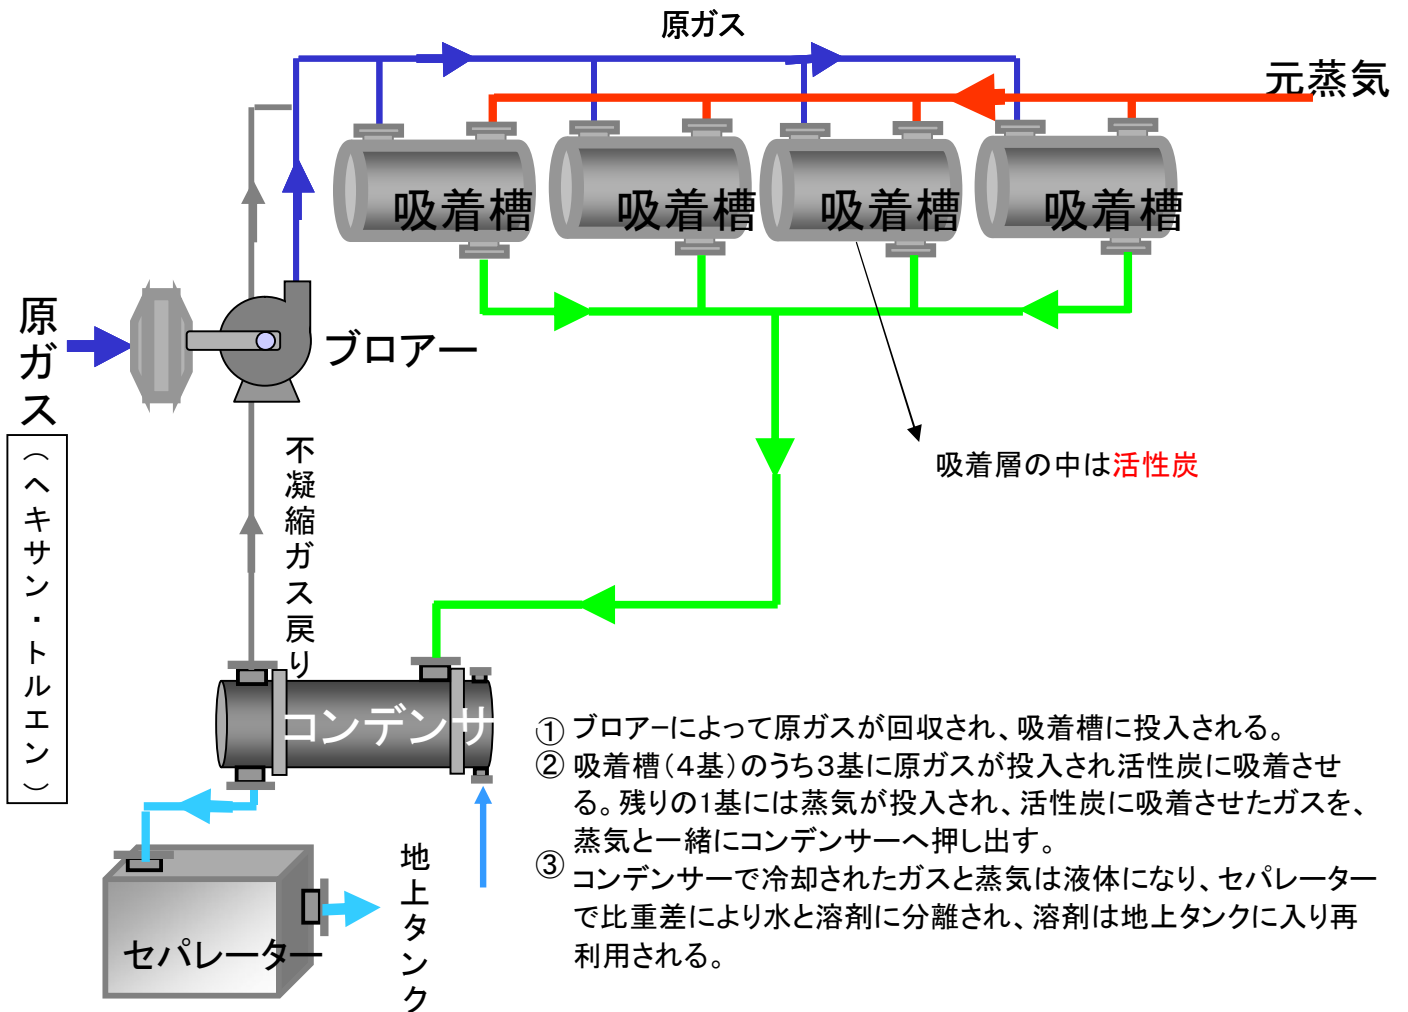 原ガス
元蒸気
吸着槽
吸着槽
吸着槽
吸着槽
原ガス
（ヘキサン・トルエン）
ブロアー
不凝縮ガス戻り
吸着層の中は活性炭
コンデンサ
① ブロアーによって原ガスが回収され、吸着槽に投入される。
② 吸着槽（４基）のうち３基に原ガスが投入され活性炭に吸着させ
る。残りの1基には蒸気が投入され、活性炭に吸着させたガスを、
蒸気と一緒にコンデンサーへ押し出す。
③ コンデンサーで冷却されたガスと蒸気は液体になり、セパレーター
で比重差により水と溶剤に分離され、溶剤は地上タンクに入り再
利用される。
セパレーター
地上タンク